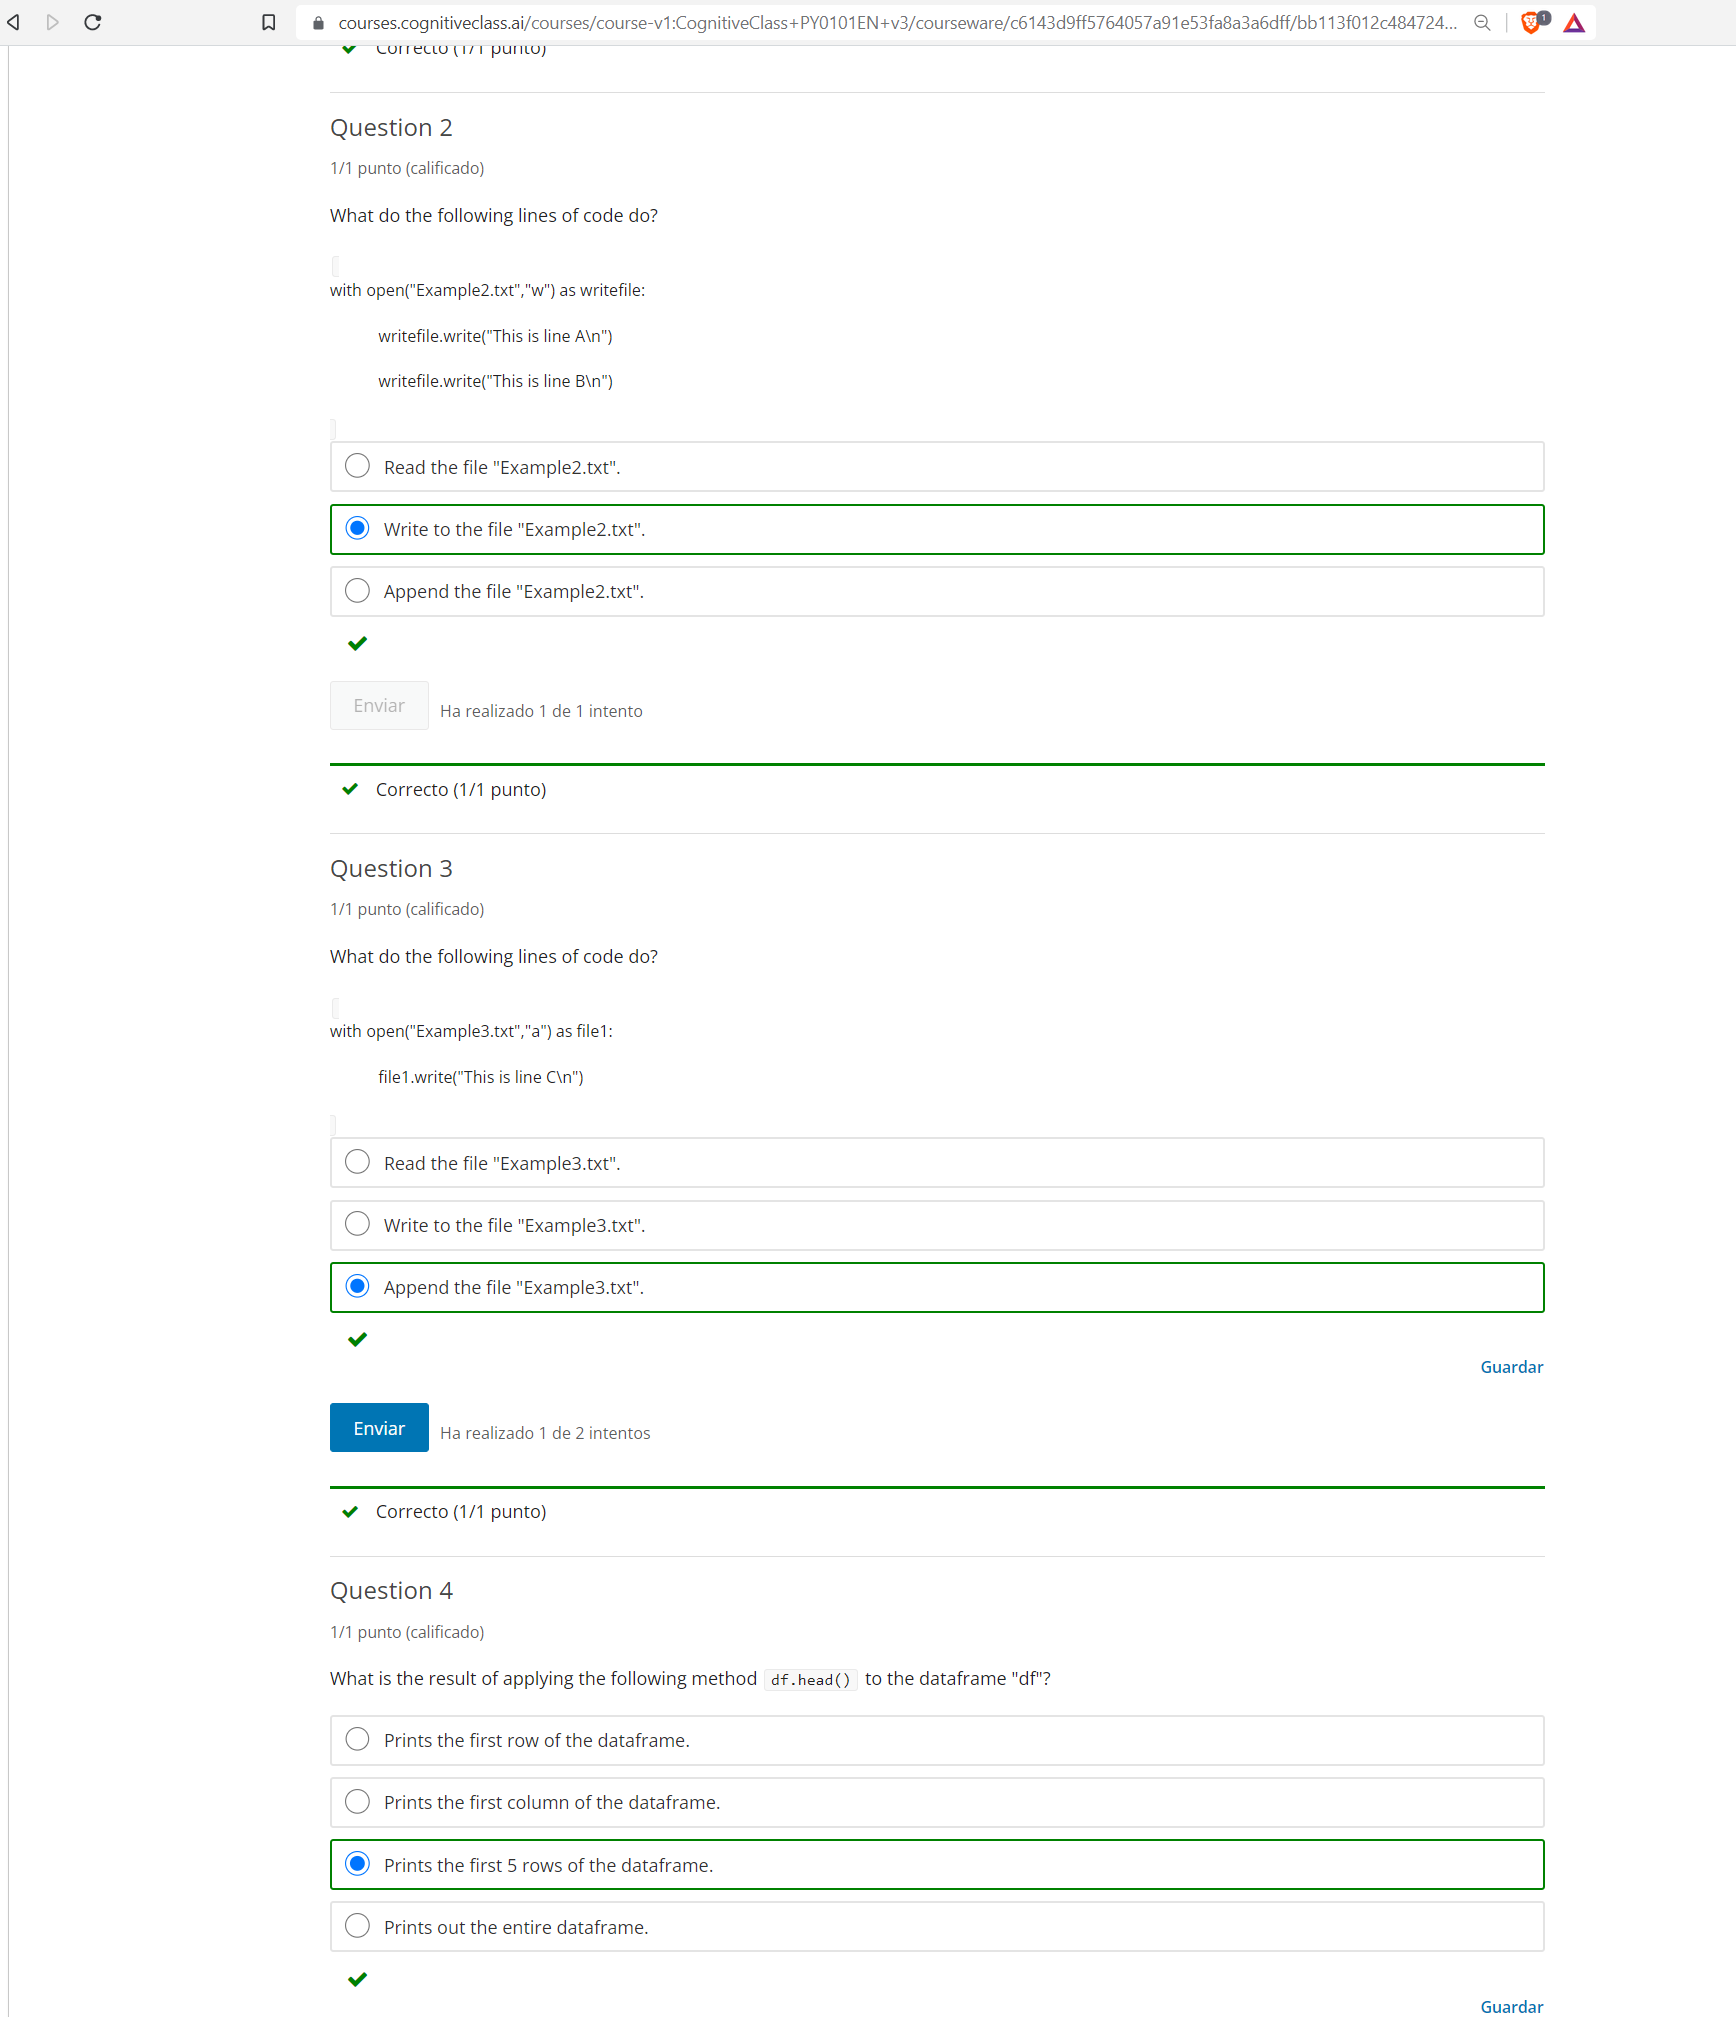 courses.cognitiveclass.ai/courses/course-v1:CognitiveClass+PY0101EN+v3/courseware/c6143d9ff5764057a91e53fa8a3a6dff/bb113f012c484724...
1
Correcto (1/1 punto)
Question 2
1/1 punto (calificado)
What do the following lines of code do?
with open("Example2.txt","w") as writefile:
writefile.write("This is line A\n")
writefile.write("This is line B\n")
Read the file "Example2.txt".
Write to the file "Example2.txt".
Append the file "Example2.txt".
Enviar Ha realizado 1 de 1 intento
Correcto (1/1 punto)
Question 3
1/1 punto (calificado)
What do the following lines of code do?
with open("Example3.txt","a") as file1:
file1.write("This is line C\n")
Read the file "Example3.txt".
Write to the file "Example3.txt".
Append the file "Example3.txt".
Guardar
Enviar Ha realizado 1 de 2 intentos
Correcto (1/1 punto)
Question 4
1/1 punto (calificado)
What is the result of applying the following method df.head() to the dataframe "df"?
Prints the first row of the dataframe.
Prints the first column of the dataframe.
Prints the first 5 rows of the dataframe.
Prints out the entire dataframe.
Guardar